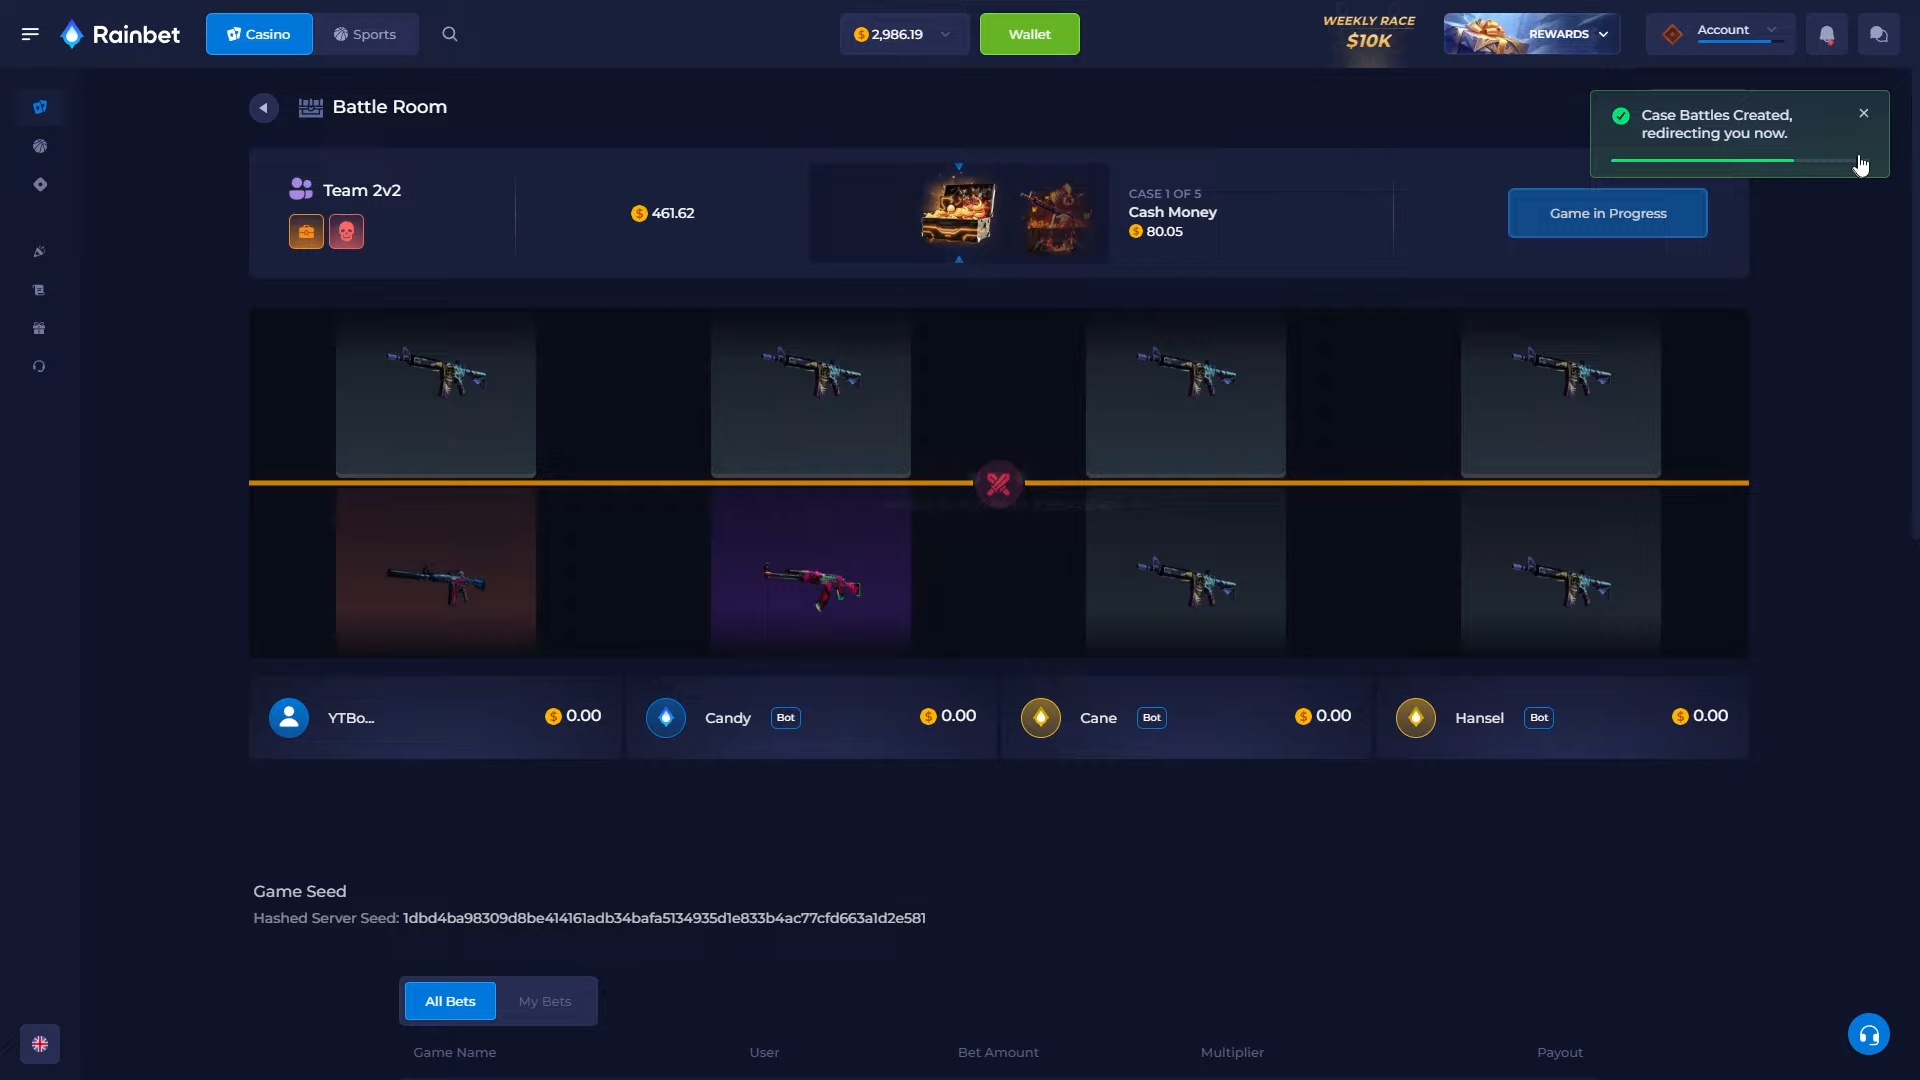 Rainbet
Casino
Sports
2,986.19
Wallet
WEEKLY RACE
$10K
REWARDS
Account
Battle Room
Case Battles Created,
redirecting you now.
Team 2v2
461.62
CASE 1 OF 5
Cash Money
80.05
Game in Progress
YTBo...
0.00
Candy
Bot
0.00
Cane
Bot
0.00
Hansel
Bot
0.00
Game Seed
Hashed Server Seed: 1dbd4ba98309d8be414161adb34bafa5134935d1e833b4ac77cfd663a1d2e581
All Bets
My Bets
Game Name
User
Bet Amount
Multiplier
Payout